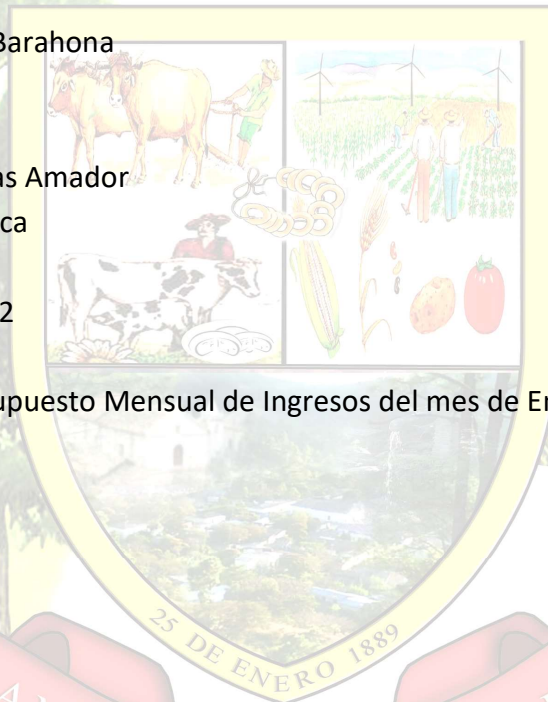 Barahona
as Amador
ca
2
upuesto Mensual de Ingresos del mes de En
25 DE ENERO 1889